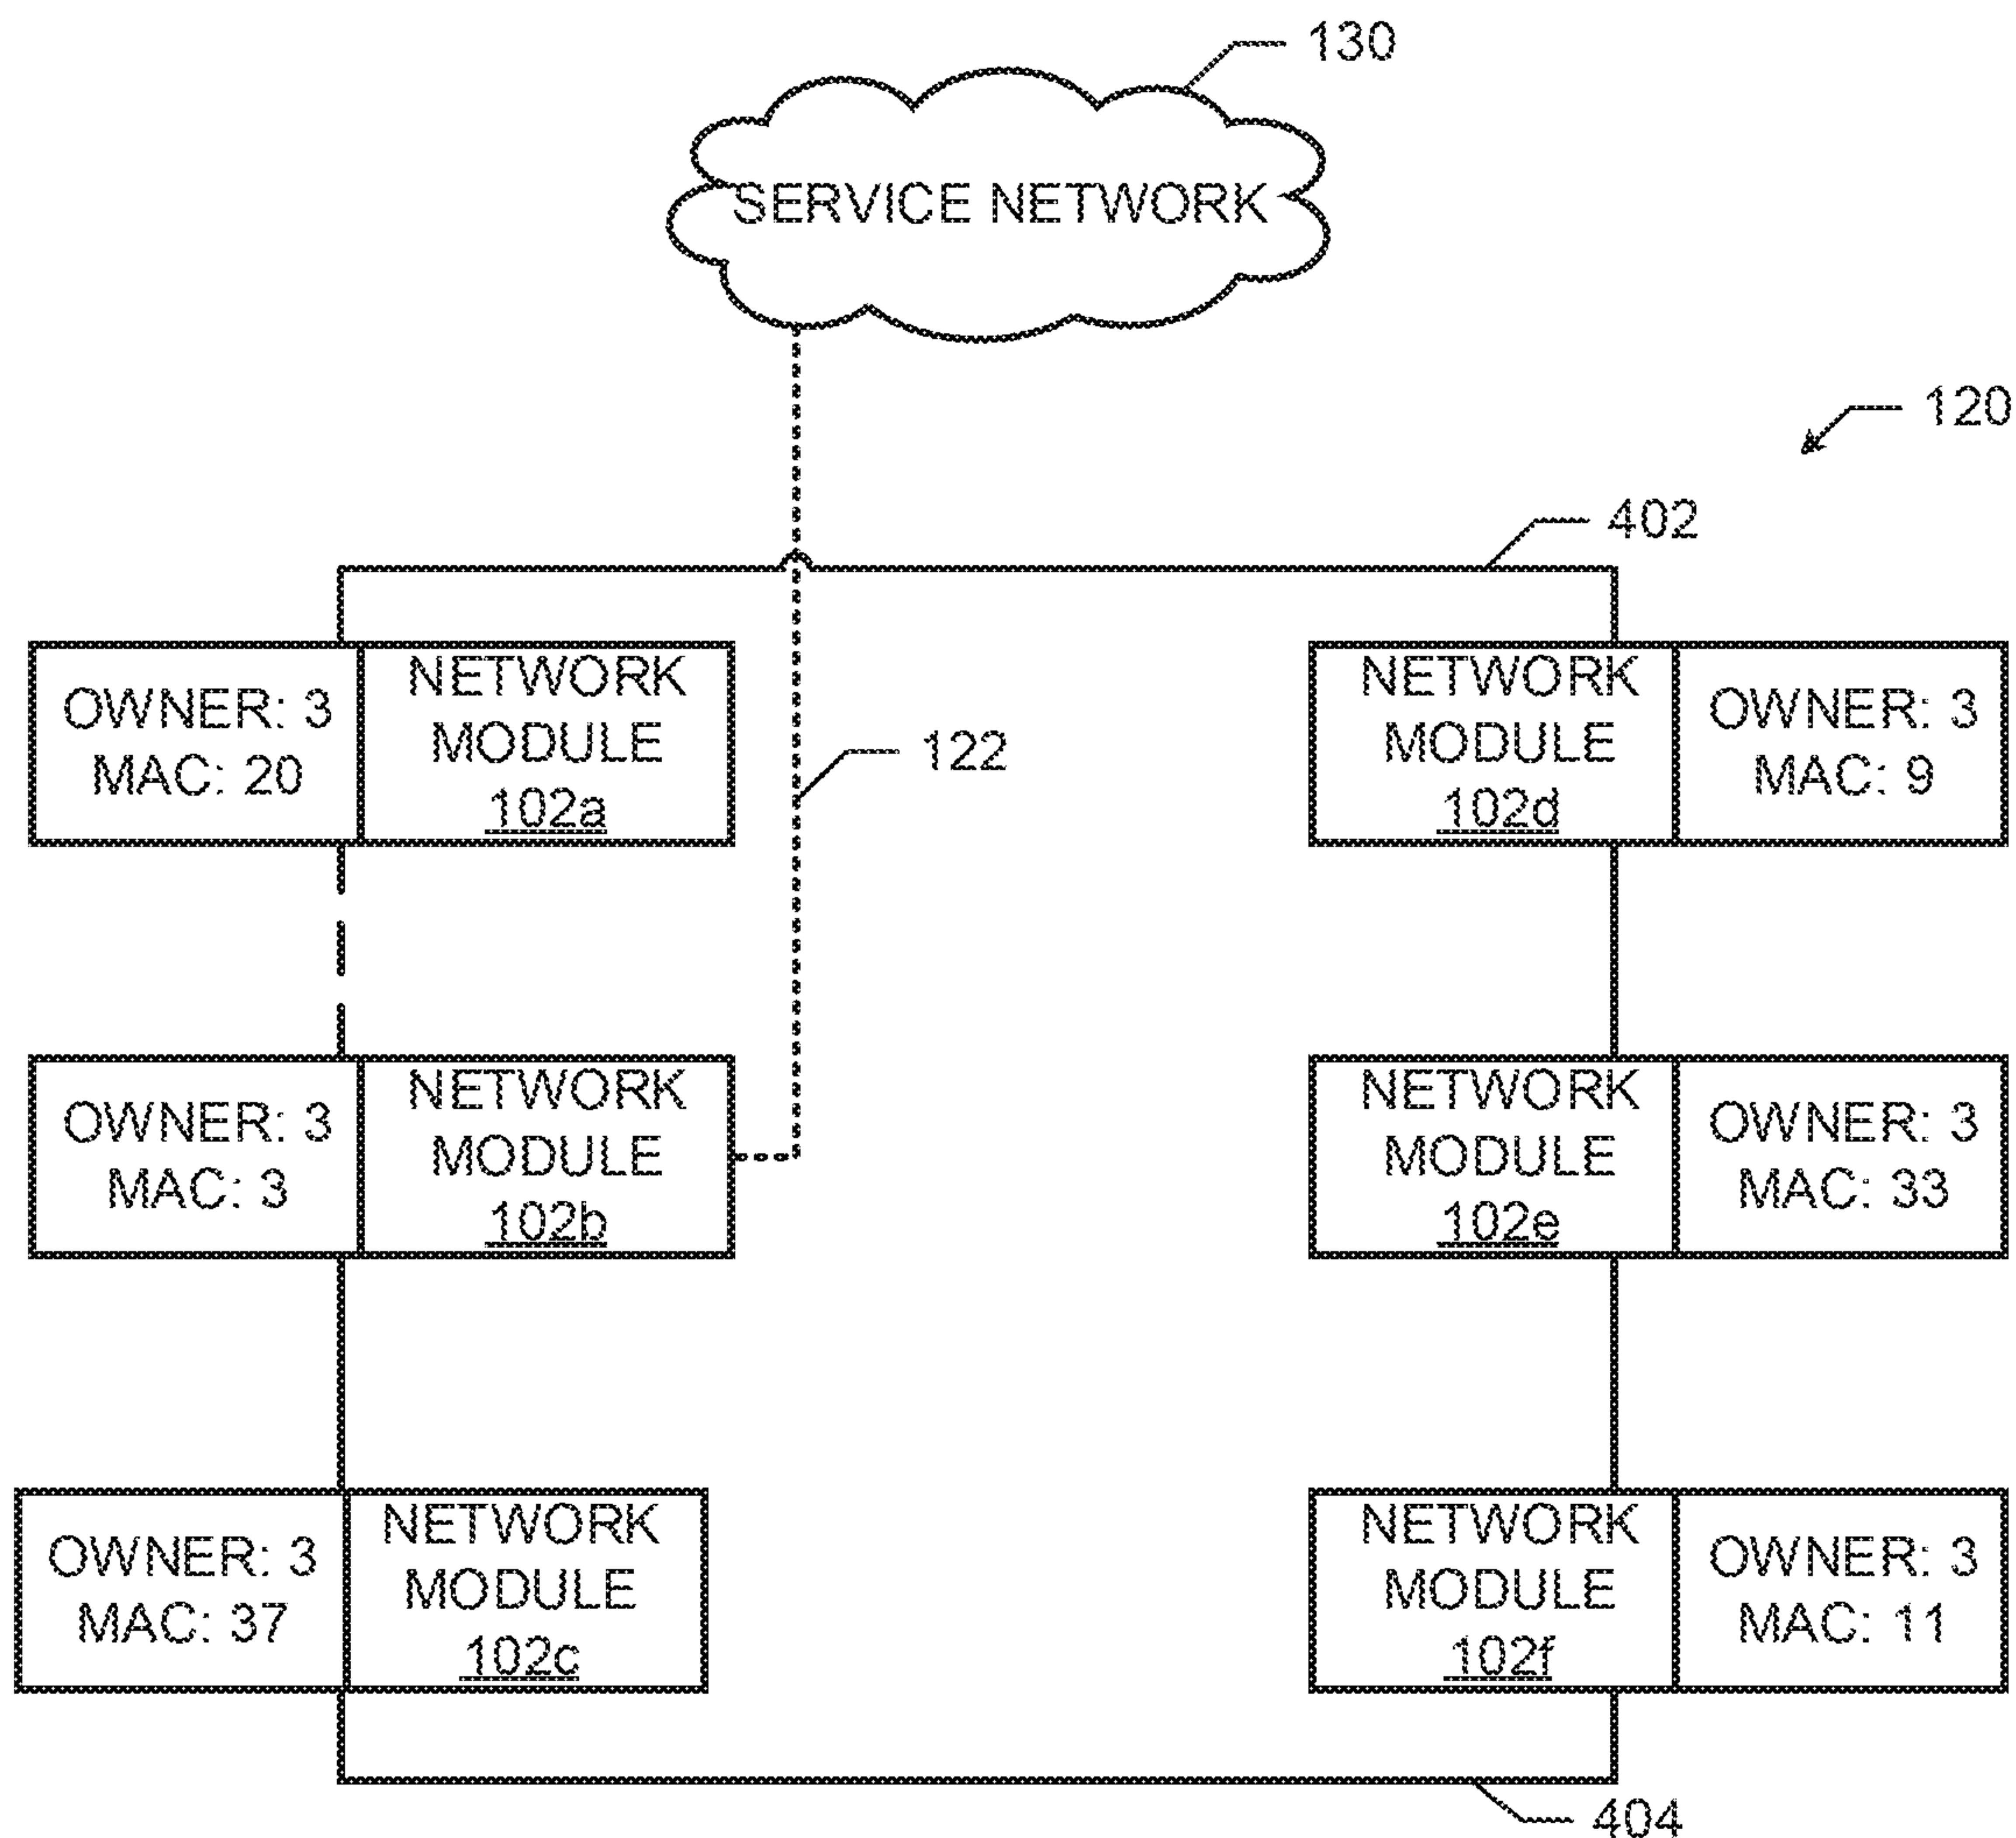 130
SERVICE NETWORK
120
402
OWNER: 3
MAC: 20
NETWORK
MODULE
102a
122
NETWORK
MODULE
102d
OWNER: 3
MAC: 9
OWNER: 3
MAC: 3
NETWORK
MODULE
102b
NETWORK
MODULE
102e
OWNER: 3
MAC: 33
OWNER: 3
MAC: 37
NETWORK
MODULE
102c
NETWORK
MODULE
102f
OWNER: 3
MAC: 11
404